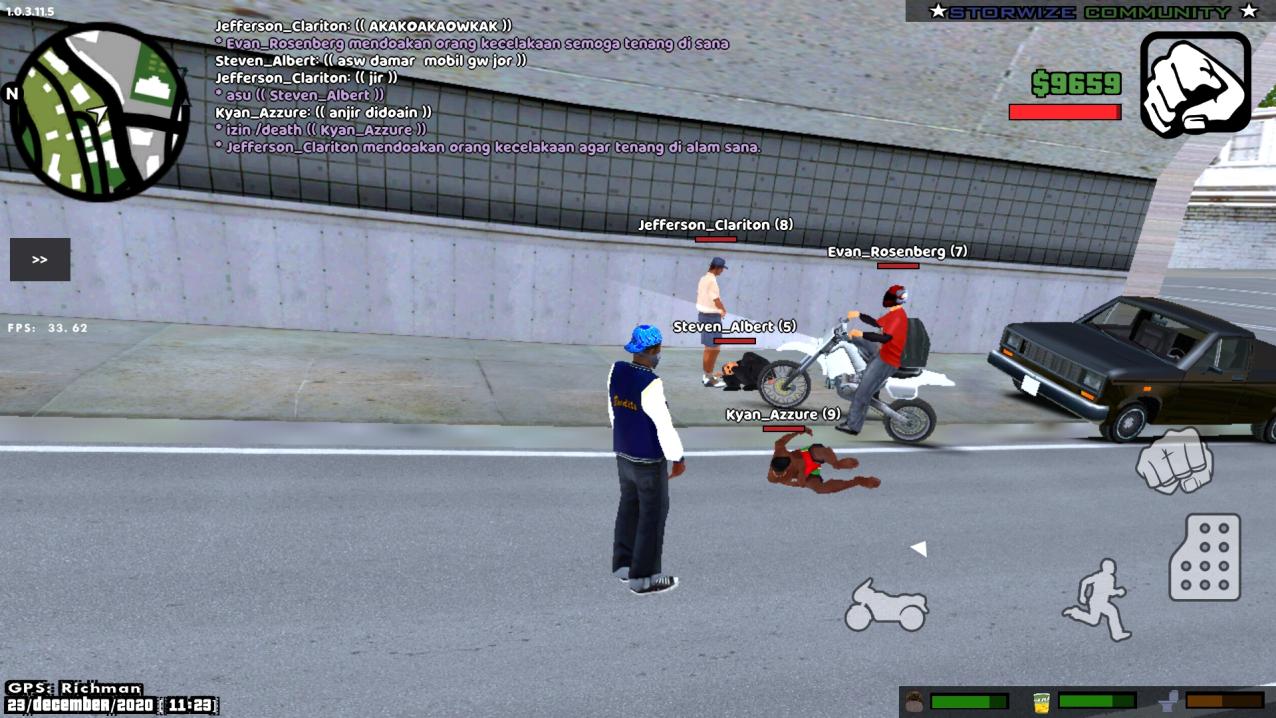 1.0.3.11.5
STORWIZE COMMUNITY
Jefferson_Clariton: (( AKAKOAKAOWKAK ))
* Evan_Rosenberg mendoakan orang kecelakaan semoga tenang di sana
Steven_Albert: (( asw damar mobil gw jor ))
Jefferson_Clariton: (( jir ))
* asu (( Steven_Albert ))
Kyan_Azzure: (( anjir didoain ))
* izin /death (( Kyan_Azzure ))
* Jefferson_Clariton mendoakan orang kecelakaan agar tenang di alam sana.
N
$9659
Jefferson_Clariton (8)
Evan_Rosenberg (7)
>>
FPS: 33.62
Steven_Albert (5)
Kyan_Azzure (9)
Bandits
GPS: Richman
23/december/2020 [ 11:23]